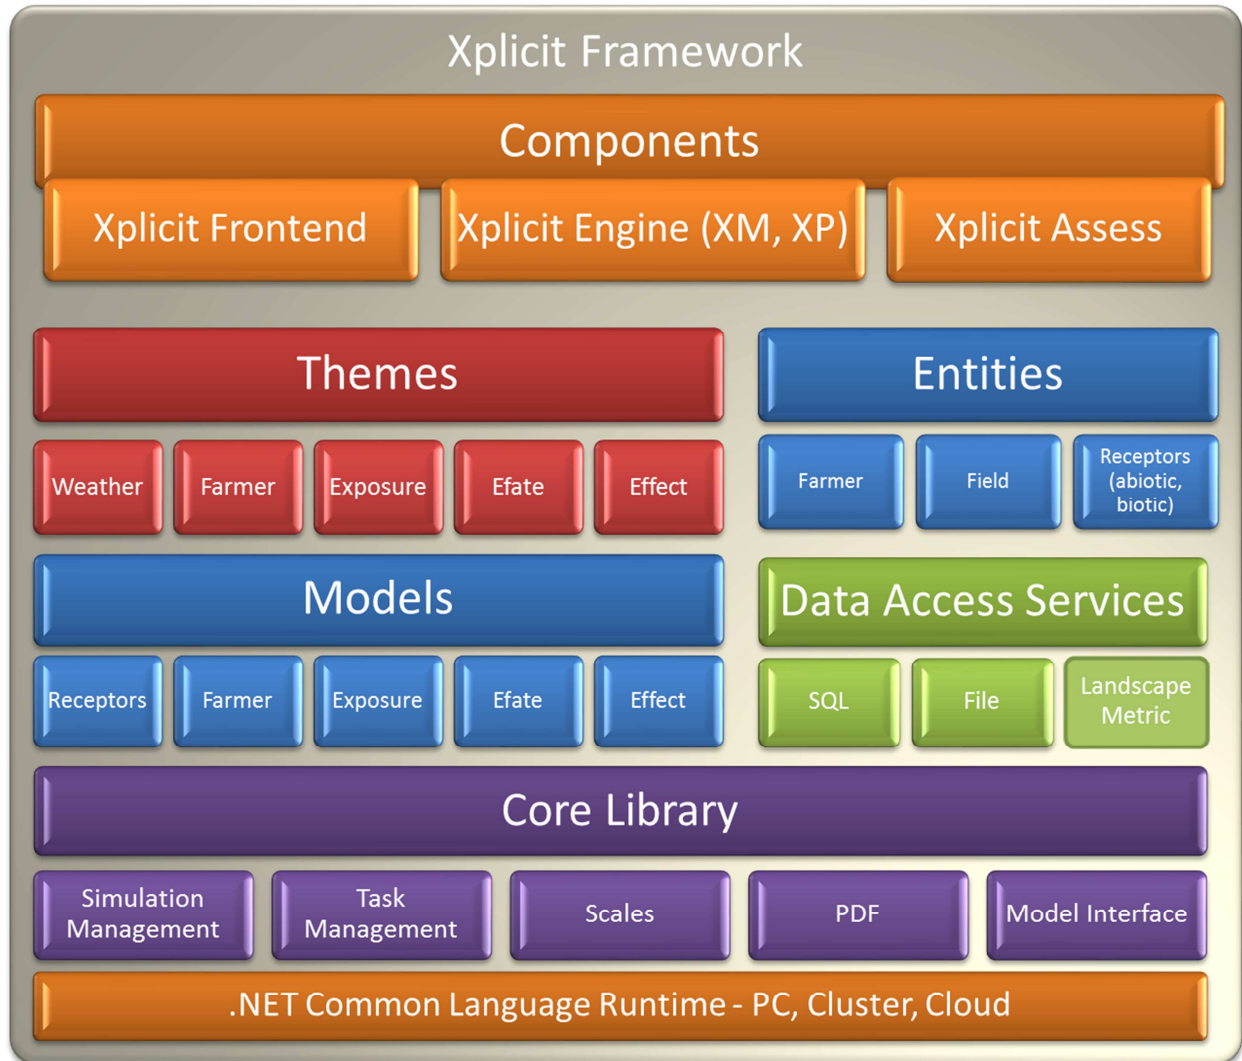 Xplicit Framework
Components
Xplicit Frontend
Xplicit Engine (XM, XP)
Xplicit Assess
Themes
Weather
Farmer
Exposure
Efate
Effect
Entities
Farmer
Field
Receptors
(abiotic,
biotic)
Models
Receptors
Farmer
Exposure
Efate
Effect
Data Access Services
SQL
File
Landscape
Metric
Core Library
Simulation
Management
Task
Management
Scales
PDF
Model Interface
.NET Common Language Runtime - PC, Cluster, Cloud